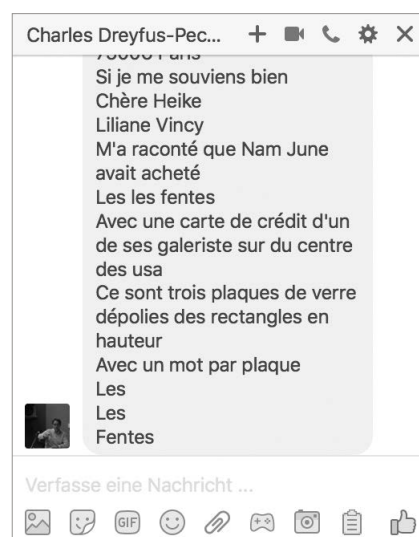 Charles Dreyfus-Pec...
75006 Paris
Si je me souviens bien
Chère Heike
Liliane Vincy
M'a raconté que Nam June
avait acheté
Les les fentes
Avec une carte de crédit d'un
de ses galeriste sur du centre
des usa
Ce sont trois plaques de verre
dépolies des rectangles en
hauteur
Avec un mot par plaque
Les
Les
Fentes
Verfasse eine Nachricht ...
GIF